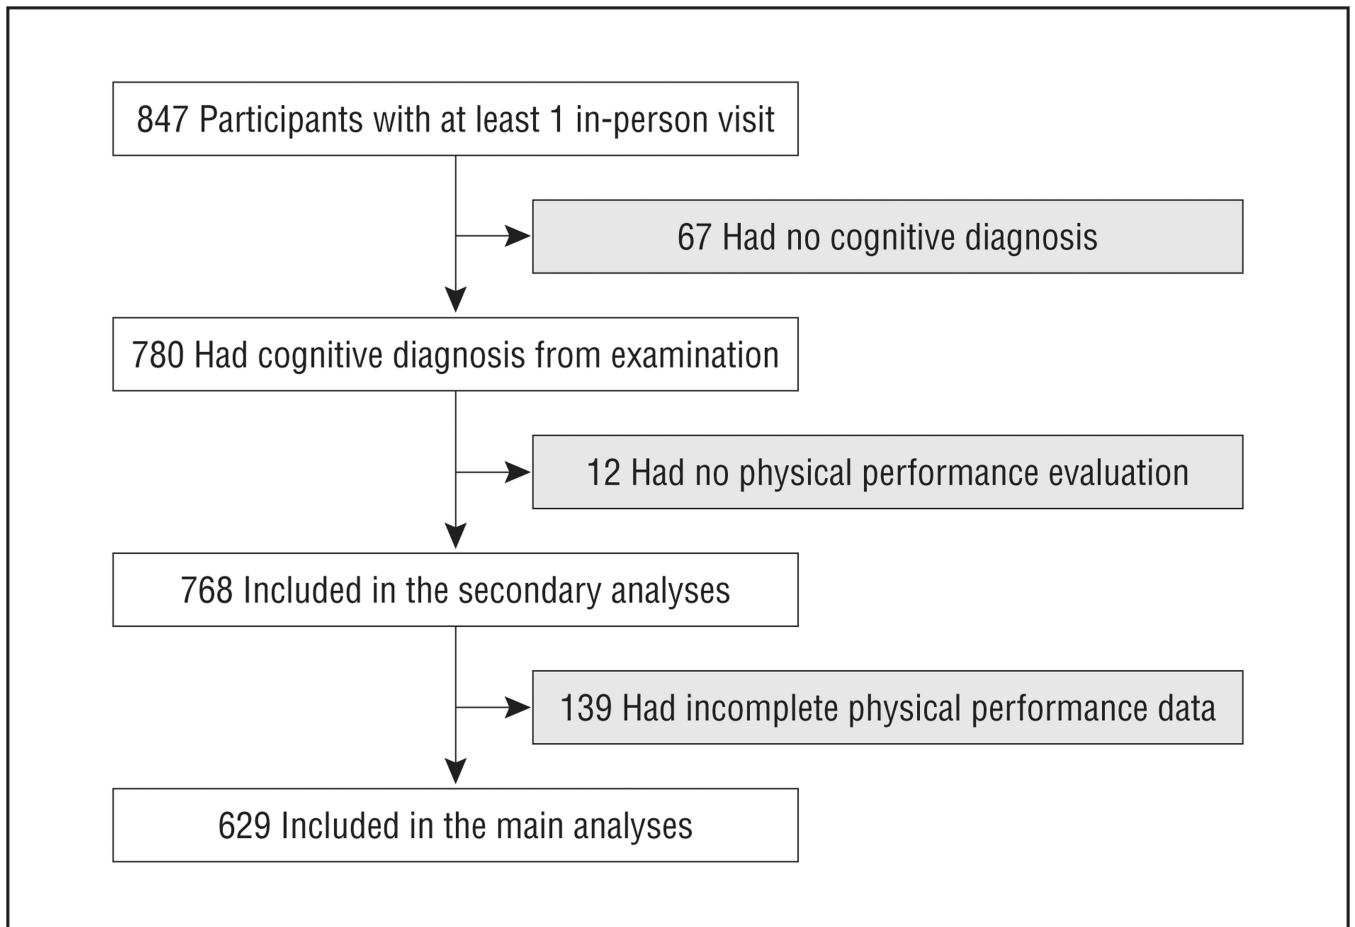 847 Participants with at least 1 in-person visit
67 Had no cognitive diagnosis
780 Had cognitive diagnosis from examination
12 Had no physical performance evaluation
768 Included in the secondary analyses
139 Had incomplete physical performance data
629 Included in the main analyses